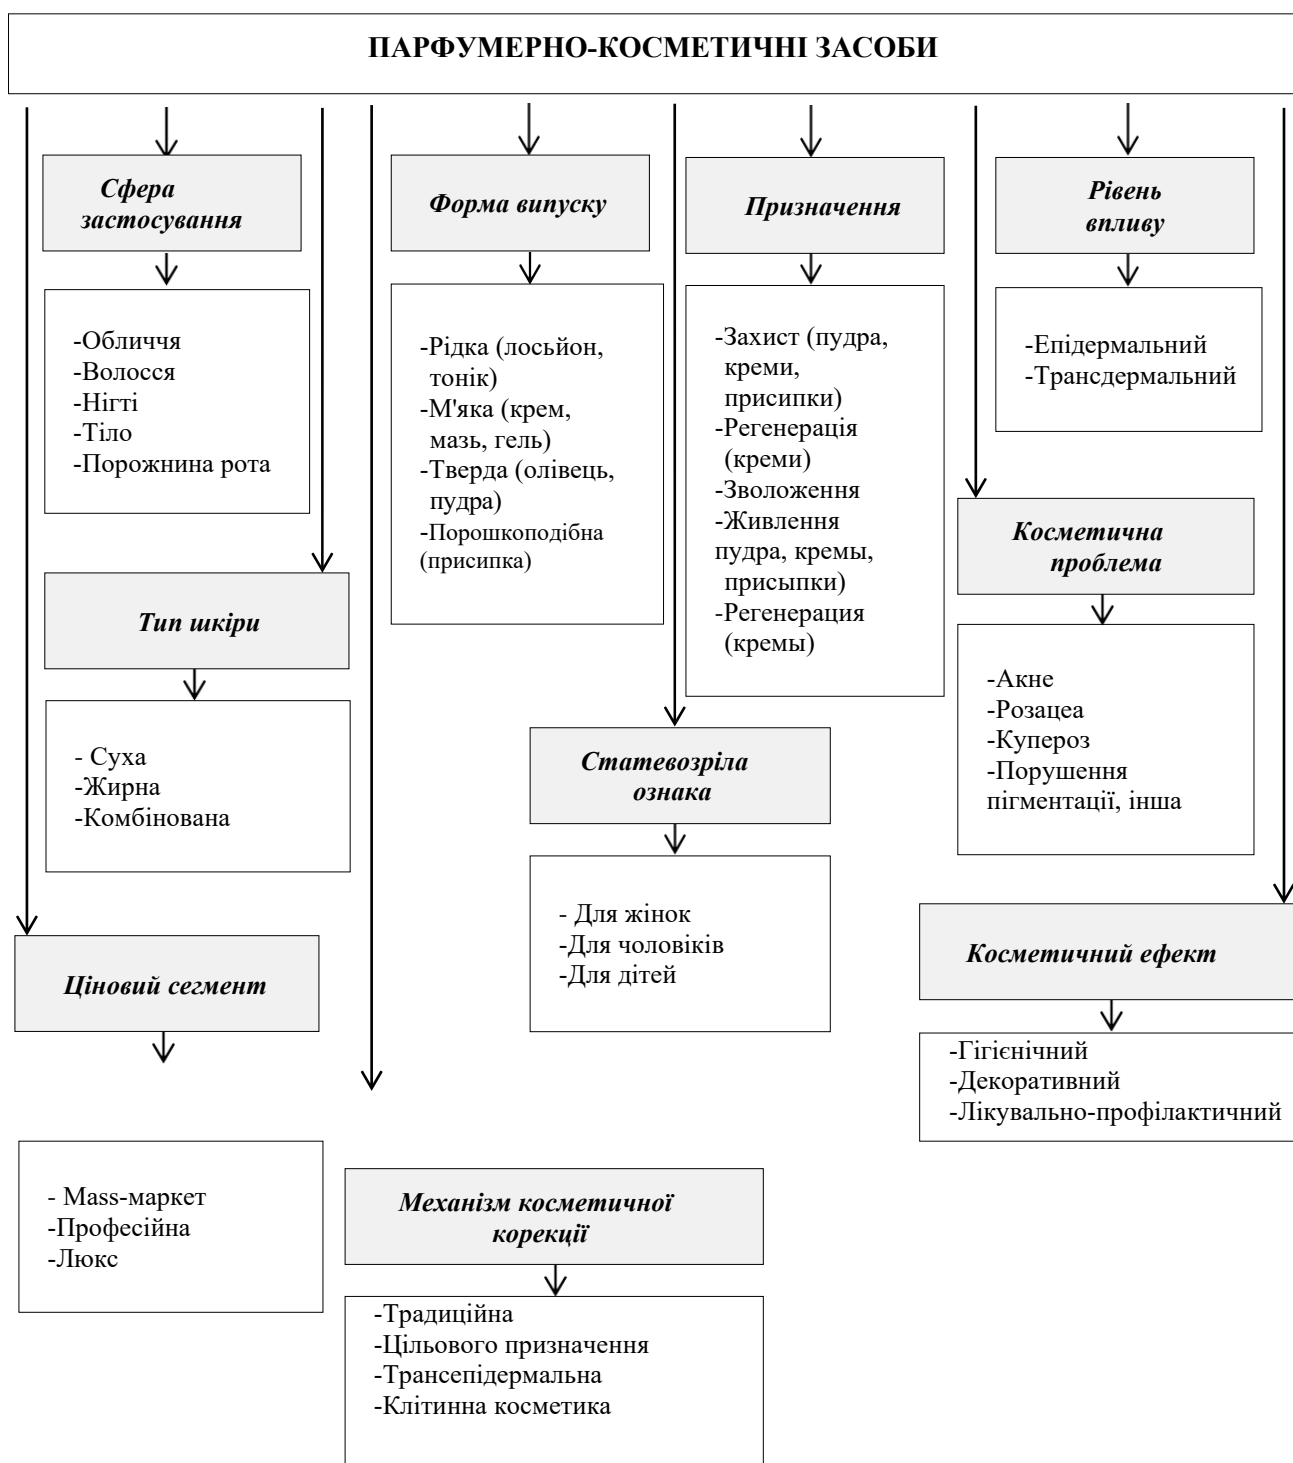 ПАРФУМЕРНО-КОСМЕТИЧНІ ЗАСОБИ
Сфера
застосування
-Обличчя
-Волосся
-Нігті
-Тіло
-Порожнина рота
Форма випуску
-Рідка (лосьйон,
тонік)
-М'яка (крем,
мазь, гель)
-Тверда (олівець,
пудра)
-Порошкоподібна
(присипка)
Призначення
-Захист (пудра,
креми,
присипки)
-Регенерація
(креми)
-Зволоження
-Живлення
пудра, кремы,
присыпки)
-Регенерация
(кремы)
Рівень
впливу
-Епідермальний
-Трансдермальний
Косметична
проблема
-Акне
-Розацеа
-Купероз
-Порушення
пігментації, інша
Тип шкіри
- Суха
-Жирна
-Комбінована
Статевозріла
ознака
- Для жінок
-Для чоловіків
-Для дітей
Косметичний ефект
-Гігієнічний
-Декоративний
-Лікувально-профілактичний
Ціновий сегмент
- Mass-маркет
-Професійна
-Люкс
Механізм косметичної
корекції
-Традиційна
-Цільового призначення
-Трансепідермальна
-Клітинна косметика